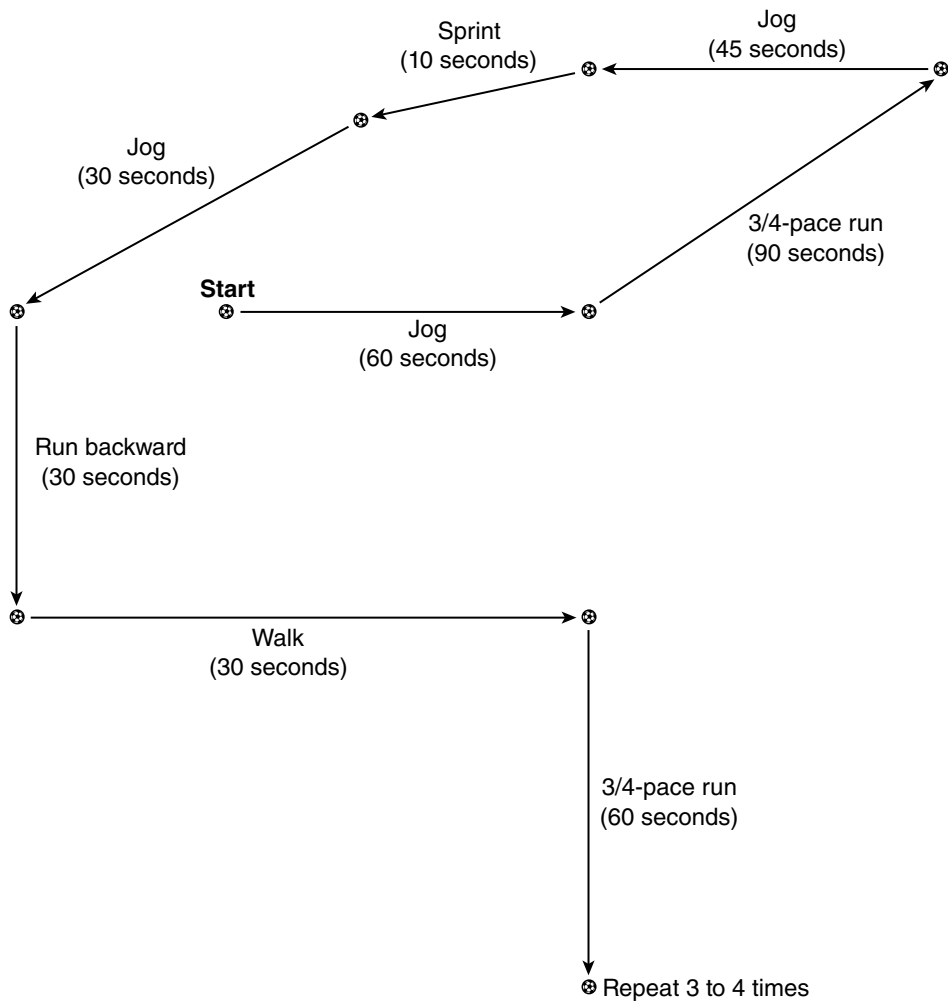 Jog
(45 seconds)
Sprint
(10 seconds)
Jog
(30 seconds)
3/4-pace run
(90 seconds)
Start
Jog
(60 seconds)
Run backward
(30 seconds)
Walk
(30 seconds)
3/4-pace run
(60 seconds)
Repeat 3 to 4 times